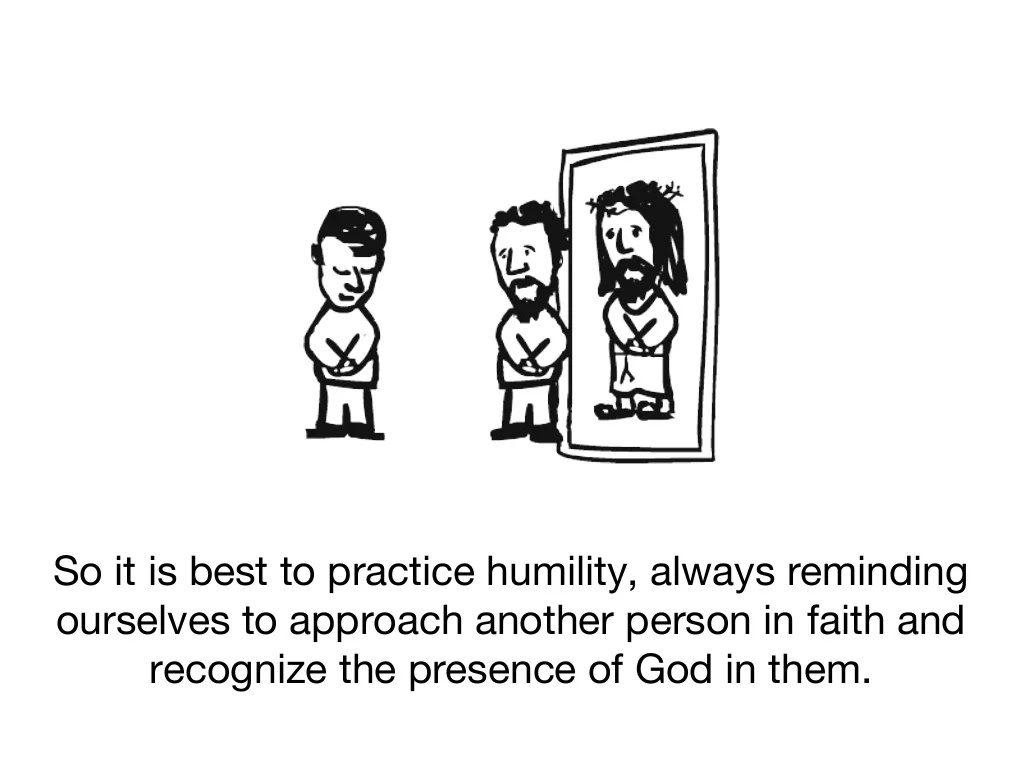 So it is best to practice humility, always reminding
ourselves to approach another person in faith and
recognize the presence of God in them.